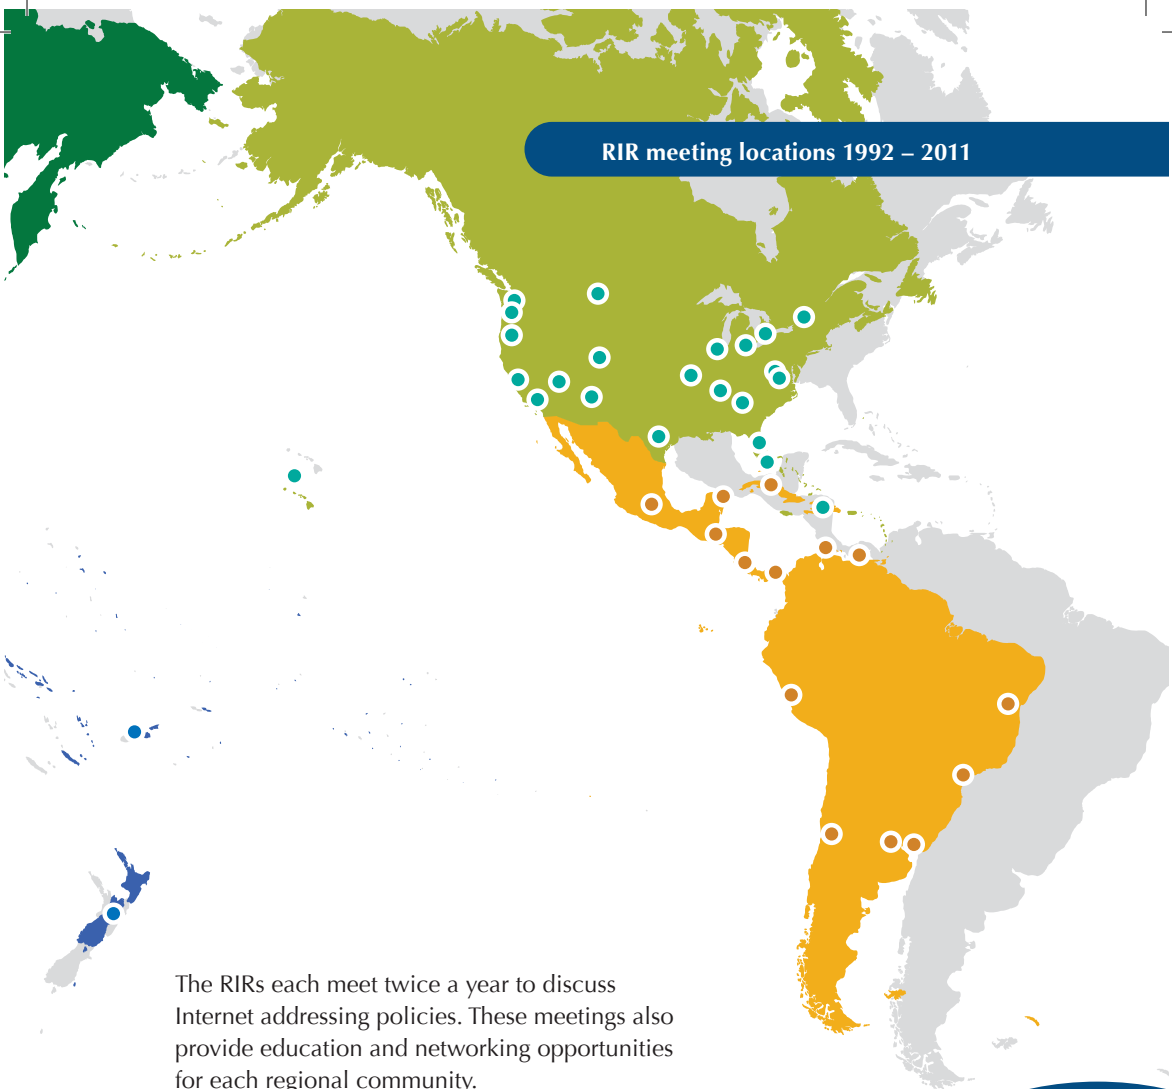 RIR meeting locations 1992 – 2011
The RIRs each meet twice a year to discuss
Internet addressing policies. These meetings also
provide education and networking opportunities
for each regional community.